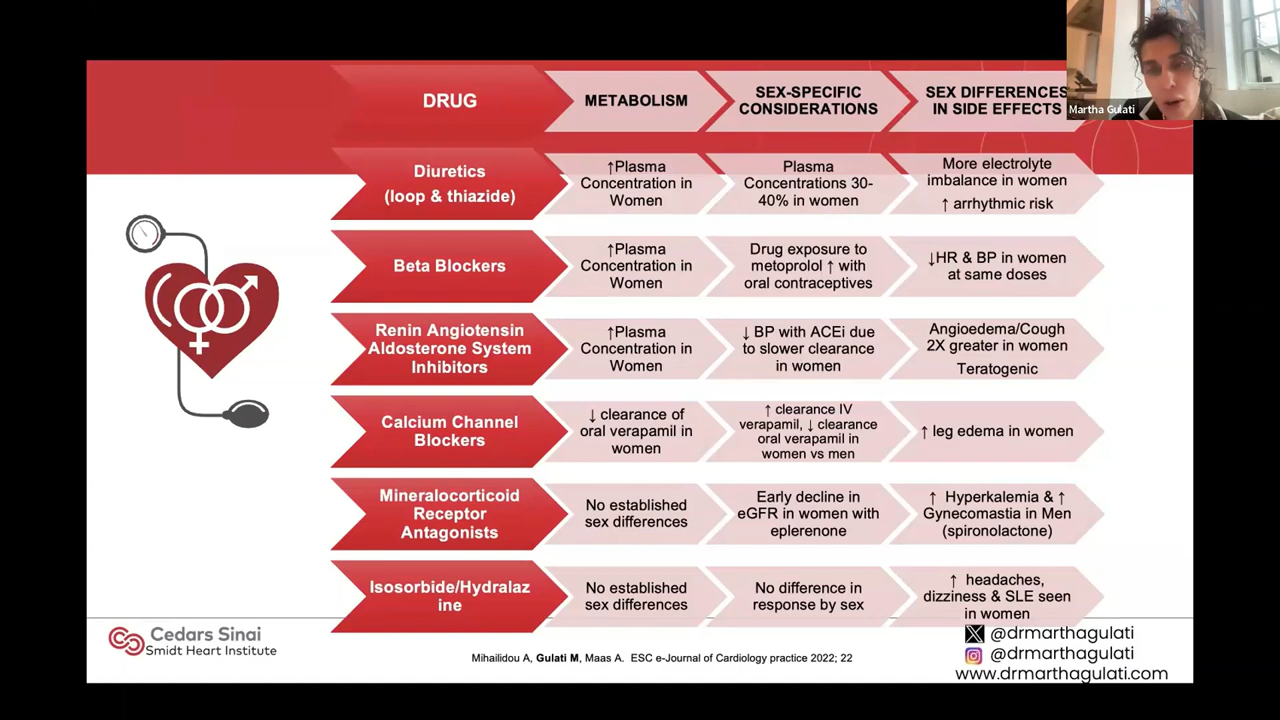 Martha Gulati
DRUG
METABOLISM
SEX-SPECIFIC
CONSIDERATIONS
SEX DIFFERENCES
IN SIDE EFFECTS
Diuretics
(loop & thiazide)
↑Plasma
Concentration in
Women
Plasma
Concentrations 30-
40% in women
More electrolyte
imbalance in women
↑ arrhythmic risk
Beta Blockers
↑Plasma
Concentration in
Women
Drug exposure to
metoprolol ↑ with
oral contraceptives
↓HR & BP in women
at same doses
Renin Angiotensin
Aldosterone System
Inhibitors
↑Plasma
Concentration in
Women
↓ BP with ACEi due
to slower clearance
in women
Angioedema/Cough
2X greater in women
Teratogenic
Calcium Channel
Blockers
↓ clearance of
oral verapamil in
women
↑ clearance IV
verapamil, ↓ clearance
oral verapamil in
women vs men
↑ leg edema in women
Mineralocorticoid
Receptor
Antagonists
No established
sex differences
Early decline in
eGFR in women with
eplerenone
↑ Hyperkalemia & ↑
Gynecomastia in Men
(spironolactone)
Isosorbide/Hydralaz
ine
No established
sex differences
No difference in
response by sex
↑ headaches,
dizziness & SLE seen
in women
Cedars Sinai
Smidt Heart Institute
Mihailidou A, Gulati M, Maas A. ESC e-Journal of Cardiology practice 2022; 22
@drmarthagulati
@drmarthagulati
www.drmarthagulati.com